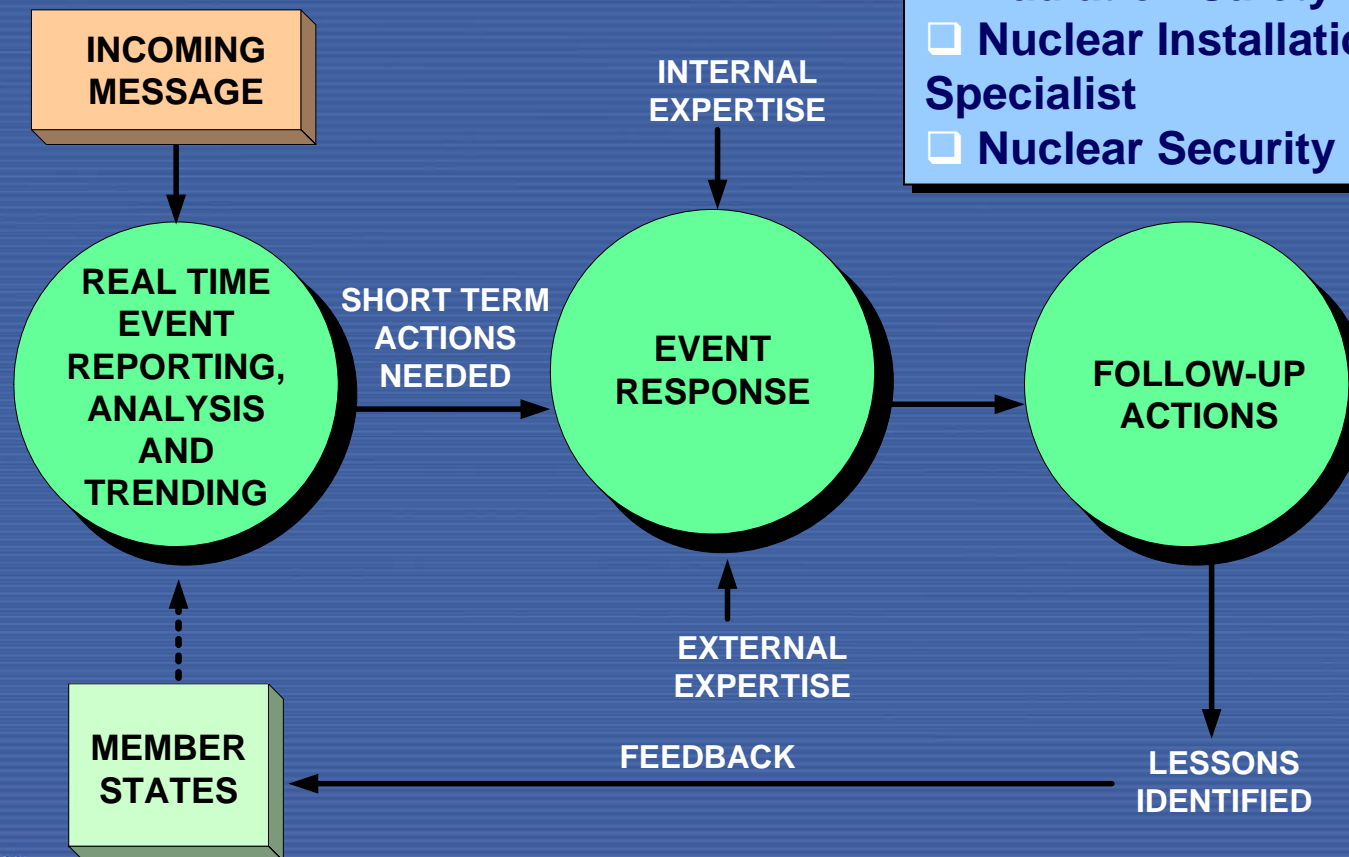 INCOMING
MESSAGE
INTERNAL
EXPERTISE
Safety
❑ Nuclear
Specialist
❑ Nuclear Security
REAL TIME
EVENT
REPORTING,
ANALYSIS
AND
TRENDING
SHORT TERM
ACTIONS
NEEDED
EVENT
RESPONSE
FOLLOW-UP
ACTIONS
EXTERNAL
EXPERTISE
MEMBER
STATES
FEEDBACK
LESSONS
IDENTIFIED